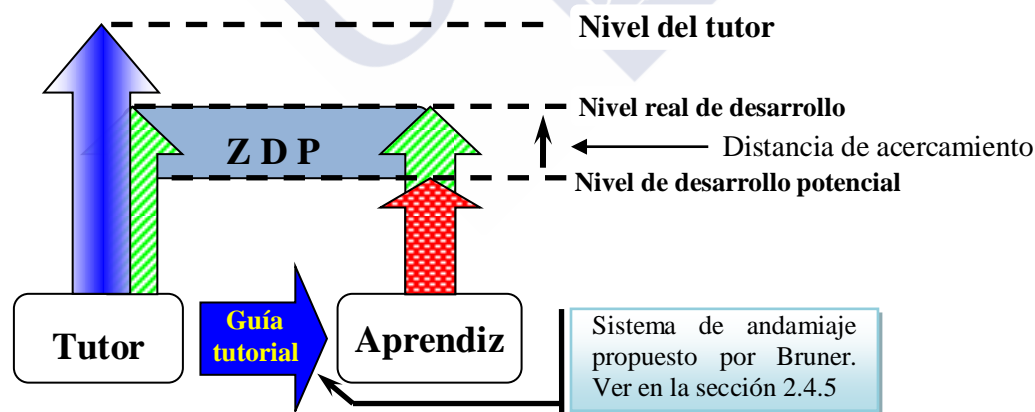 Nivel del tutor
Nivel real de desarrollo
Z D P
Distancia de acercamiento
Nivel de desarrollo potencial
Tutor
Guía
tutorial
Aprendiz
Sistema de andamiaje
propuesto por Bruner.
Ver en la sección 2.4.5